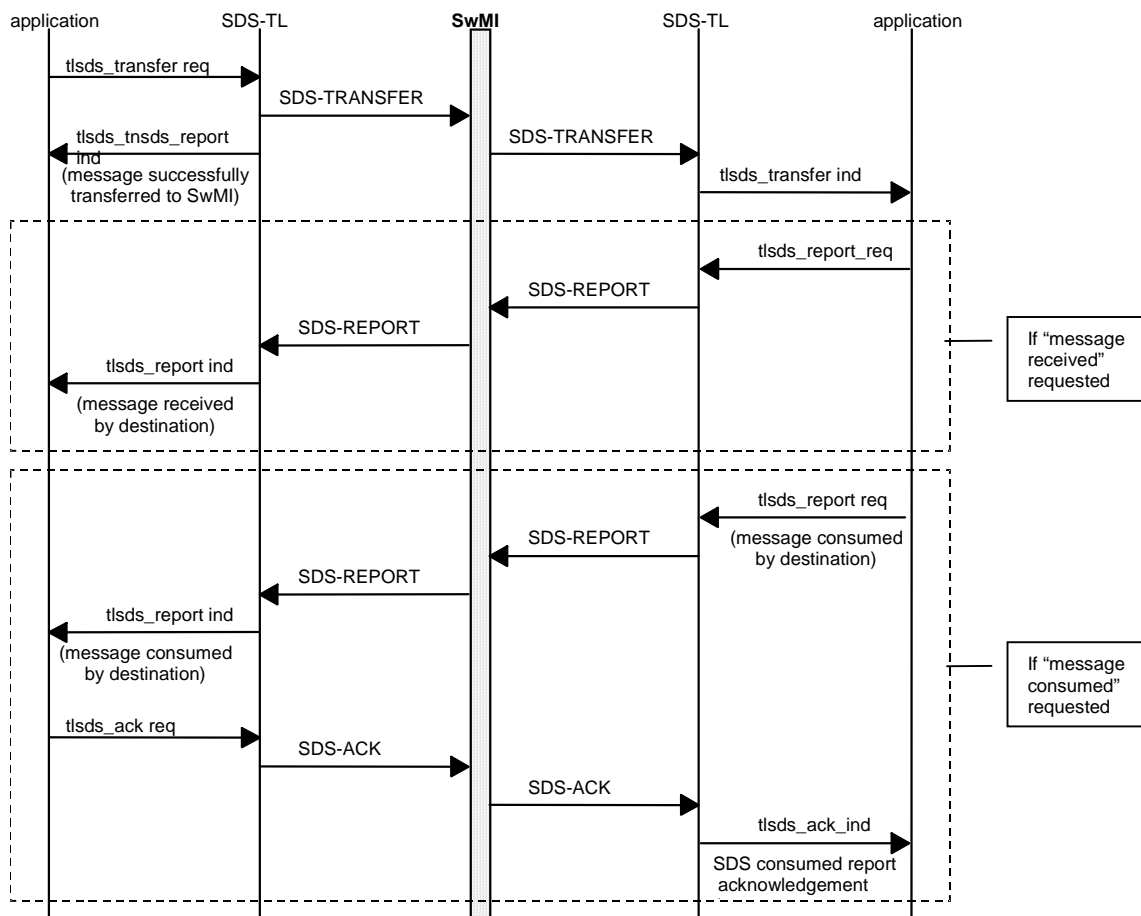 application
SDS-TL
SwMI
SDS-TL
application
tlsds_transfer req
SDS-TRANSFER
tlsds_tnsds_report
ind
(message successfully
transferred to SwMI)
SDS-TRANSFER
tlsds_transfer ind
tlsds_report_req
SDS-REPORT
SDS-REPORT
tlsds_report ind
(message received
by destination)
If “message
received”
requested
tlsds_report req
(message consumed
by destination)
SDS-REPORT
SDS-REPORT
tlsds_report ind
(message consumed
by destination)
If “message
consumed”
requested
tlsds_ack req
SDS-ACK
SDS-ACK
tlsds_ack_ind
SDS consumed report
acknowledgement